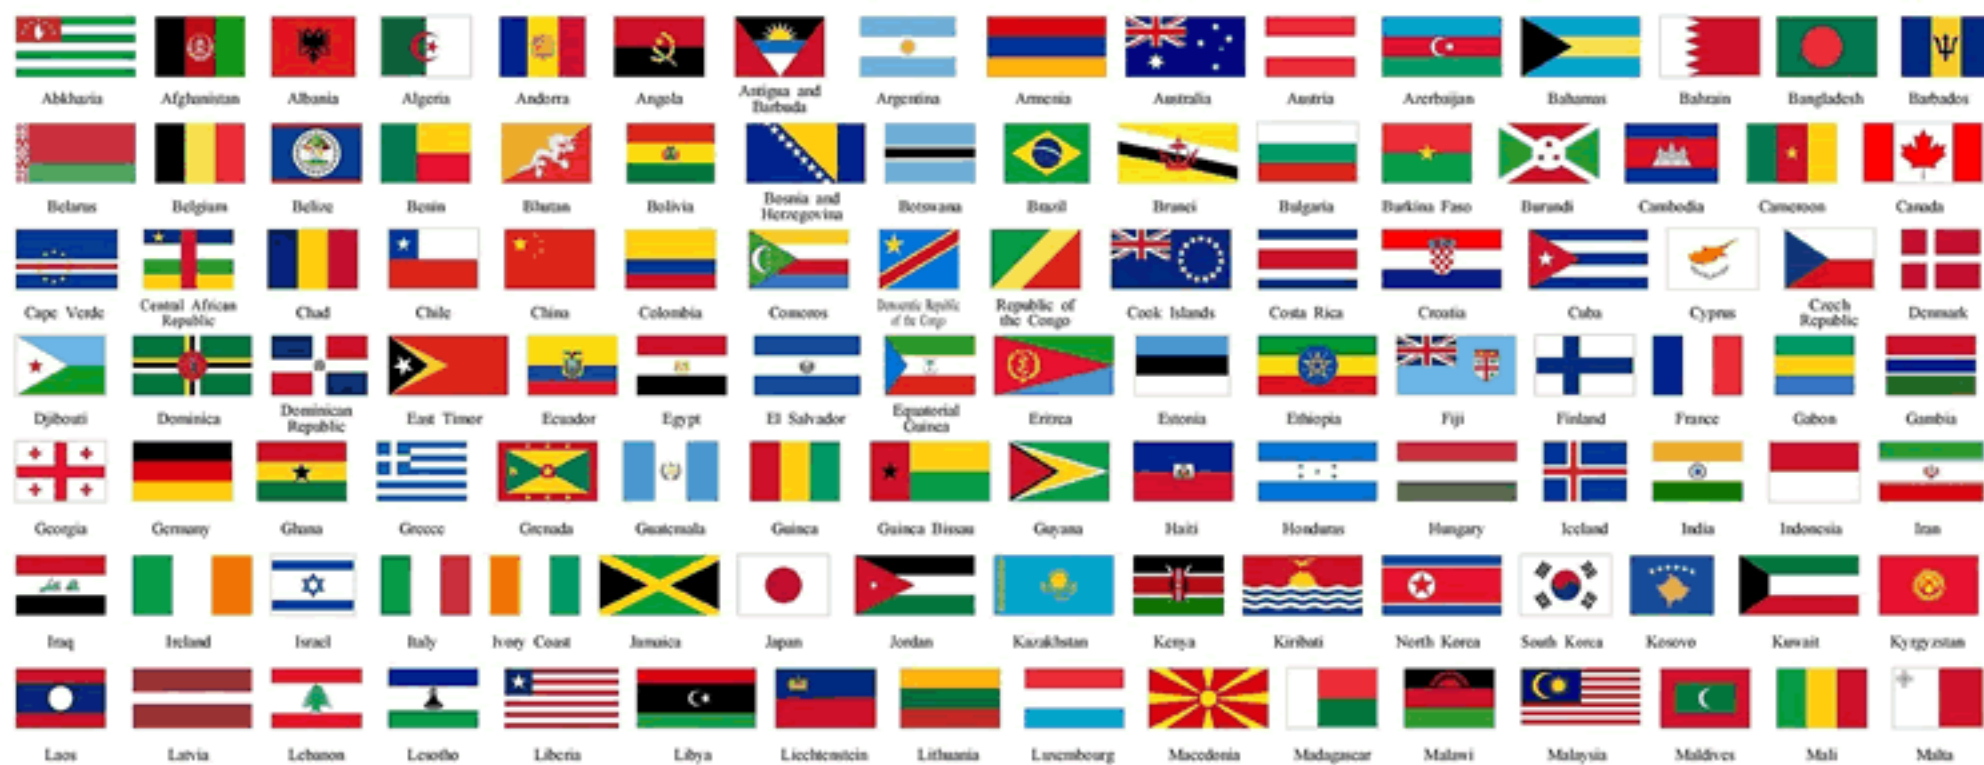 Abkhazia Afghanistan Albania Algeria Andorra Angola Antigua and Barbuda Argentina Armenia Australia Austria Azerbaijan Bahamas Bahrain Bangladesh Barbados
Belarus Belgium Belize Benin Bhutan Bolivia Bosnia and Herzegovina Botswana Brazil Brunei Bulgaria Burkina Faso Burundi Cambodia Cameroon Canada
Cape Verde Central African Republic Chad Chile China Colombia Comoros Democratic Republic of the Congo Republic of the Congo Cook Islands Costa Rica Croatia Cuba Cyprus Czech Republic Denmark
Djibouti Dominica Dominican Republic East Timor Ecuador Egypt El Salvador Equatorial Guinea Eritrea Estonia Ethiopia Fiji Finland France Gabon Gambia
Georgia Germany Ghana Greece Grenada Guatemala Guinea Guinea Bissau Guyana Haiti Honduras Hungary Iceland India Indonesia Iran
Iraq Ireland Israel Italy Ivory Coast Jamaica Japan Jordan Kazakhstan Kenya Kiribati North Korea South Korea Kosovo Kuwait Kyrgyzstan
Laos Latvia Lebanon Lesotho Liberia Libya Liechtenstein Lithuania Luxembourg Macedonia Madagascar Malawi Malaysia Maldives Mali Malta